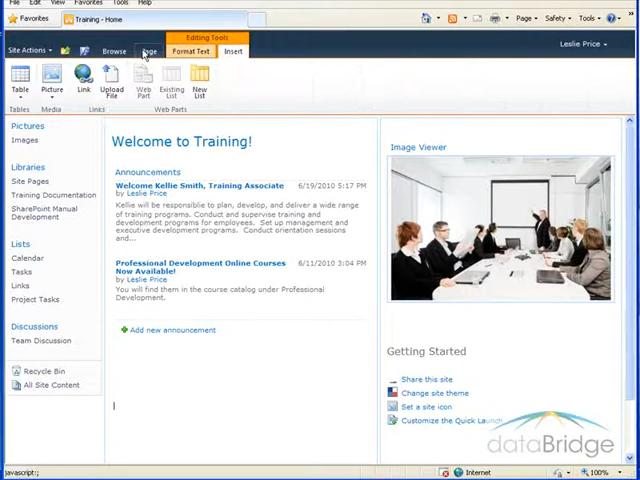 File Edit View Favorites Tools Help
Favorites Training - Home Page Safety Tools
Editing Tools
Site Actions Browse Page Format Text Insert Leslie Price
Table Picture Link Upload File Web Part Existing List New List
Tables Media Links Web Parts
Pictures
Images
Libraries
Site Pages
Training Documentation
SharePoint Manual
Development
Lists
Calendar
Tasks
Links
Project Tasks
Discussions
Team Discussion
Recycle Bin
All Site Content
Welcome to Training!
Announcements
Welcome Kellie Smith, Training Associate 6/19/2010 5:17 PM
by Leslie Price
Kellie will be responsible to plan, develop, and deliver a wide range
of training programs. Conduct and supervise training and
development programs for employees. Set up management and
executive development programs. Conduct orientation sessions
and...
Professional Development Online Courses 6/11/2010 3:04 PM
Now Available!
by Leslie Price
You will find them in the course catalog under Professional
Development.
Add new announcement
Image Viewer
Getting Started
Share this site
Change site theme
Set a site icon
Customize the Quick Launch
dataBridge
javascript:; Internet 100%